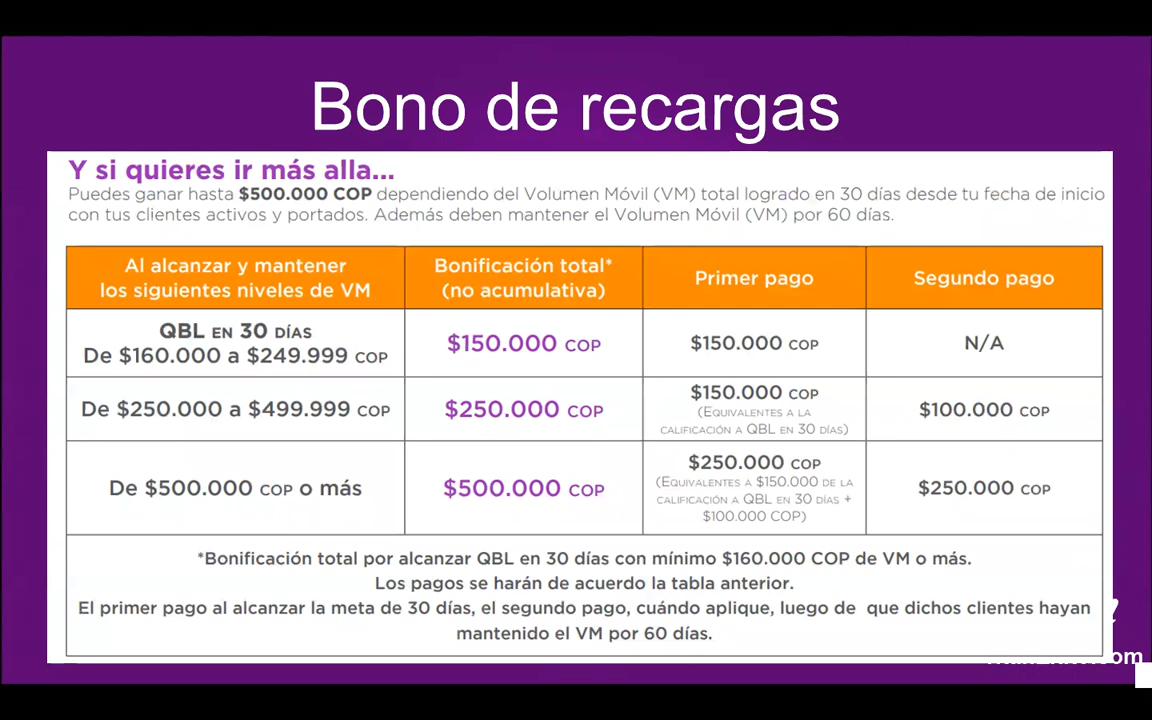 Bono de recargas
Y si quieres ir más alla...
Puedes ganar hasta $500.000 COP dependiendo del Volumen Móvil (VM) total logrado en 30 días desde tu fecha de inicio
con tus clientes activos y portados. Además deben mantener el Volumen Móvil (VM) por 60 días.
Al alcanzar y mantener
los siguientes niveles de VM
Bonificación total*
(no acumulativa)
Primer pago
Segundo pago
QBL EN 30 DÍAS
De $160.000 a $249.999 COP
$150.000 COP
$150.000 COP
N/A
De $250.000 a $499.999 COP
$250.000 COP
$150.000 COP
(EQUIVALENTES A LA
CALIFICACIÓN A QBL EN 30 DÍAS)
$100.000 COP
De $500.000 COP o más
$500.000 COP
$250.000 COP
(EQUIVALENTES A $150.000 DE LA
CALIFICACIÓN A QBL EN 30 DÍAS +
$100.000 COP)
$250.000 COP
*Bonificación total por alcanzar QBL en 30 días con mínimo $160.000 COP de VM o más.
Los pagos se harán de acuerdo la tabla anterior.
El primer pago al alcanzar la meta de 30 días, el segundo pago, cuándo aplique, luego de que dichos clientes hayan
mantenido el VM por 60 días.